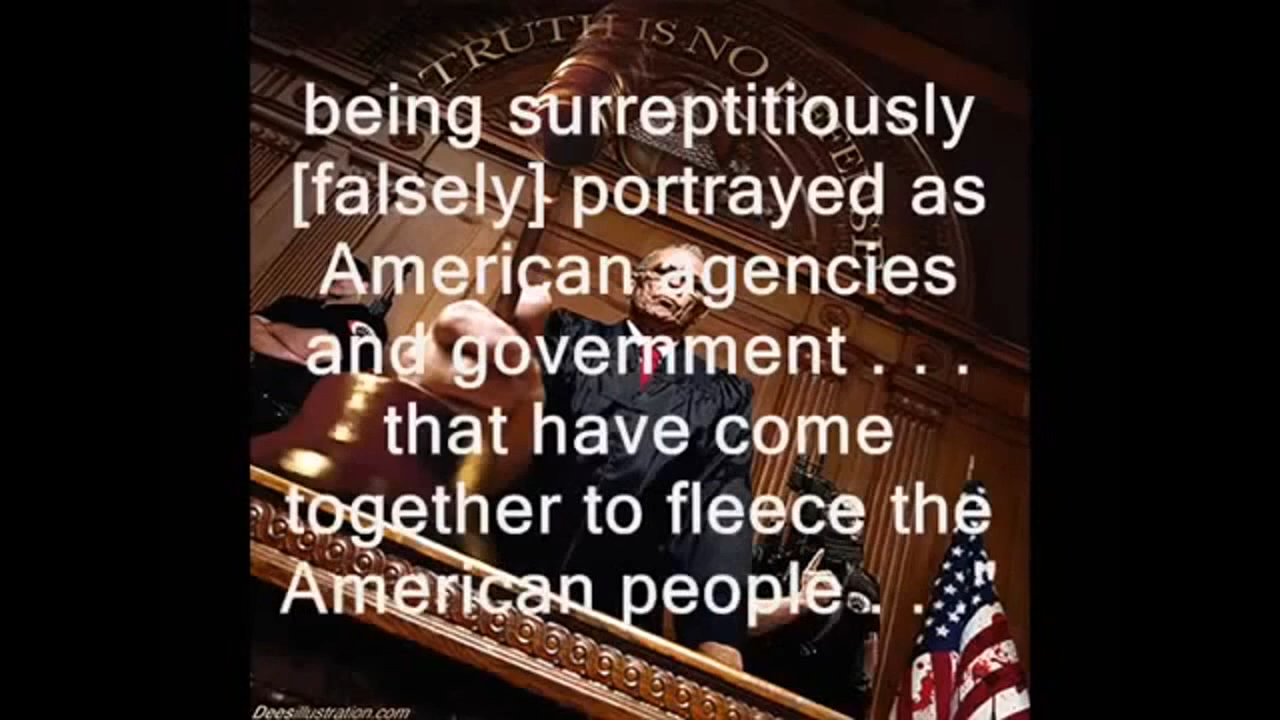 TRUTH IS NO DEFENSE
being surreptitiously
[falsely] portrayed as
American agencies
and government . . .
that have come
together to fleece the
American people . . "
Deesillustration.com